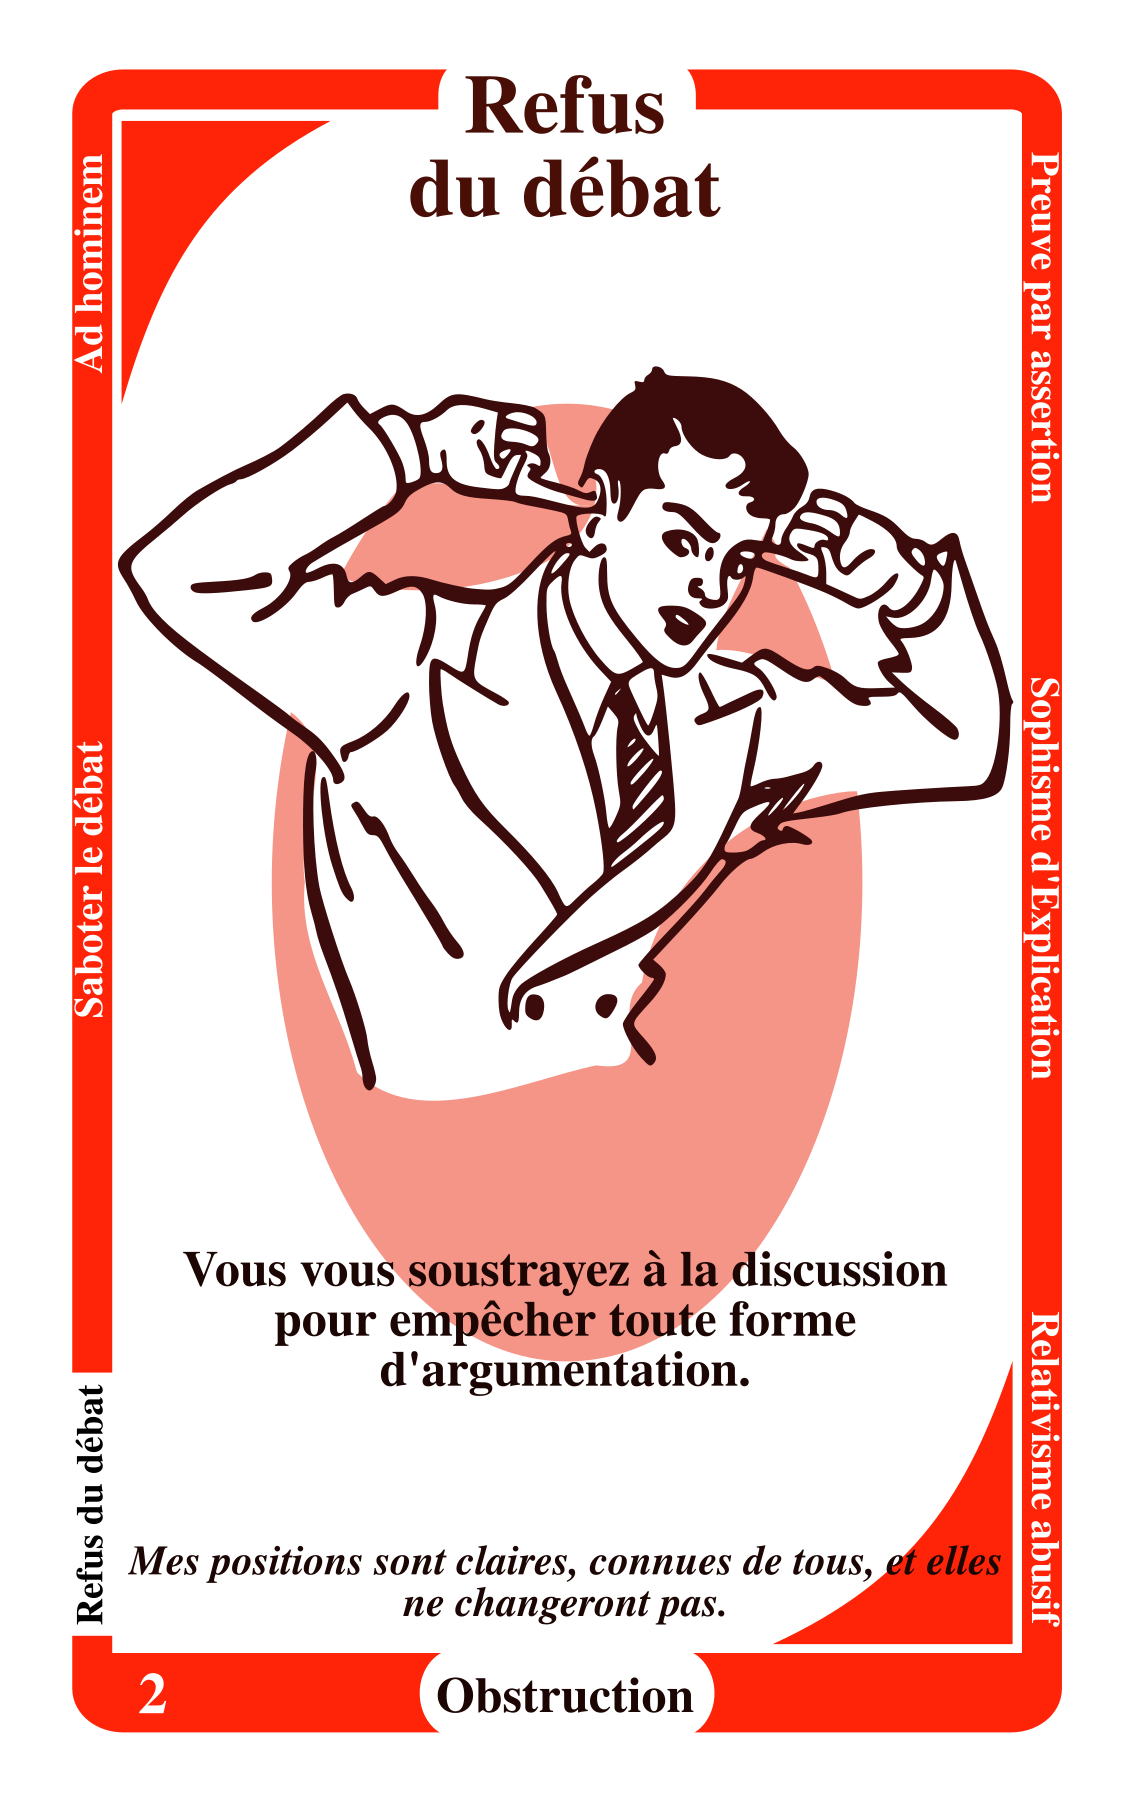 Refus
du débat
Ad hominem
Saboter le débat
Refus du débat
Preuve par assertion
Sophisme d'Explication
Relativisme abusif
Vous vous soustrayez à la discussion
pour empêcher toute forme
d'argumentation.
Mes positions sont claires, connues de tous, et elles
ne changeront pas.
2
Obstruction